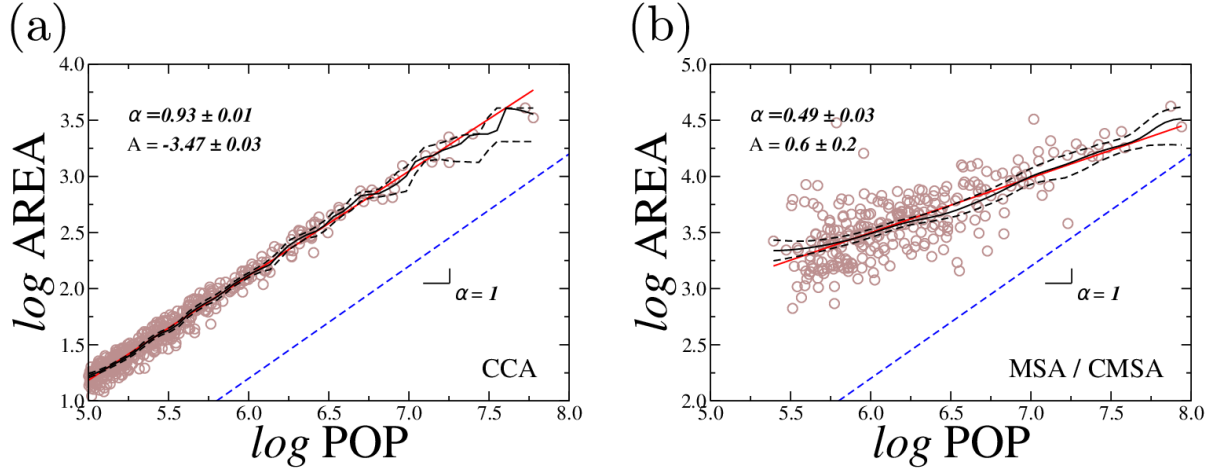 (a)
(b)
4.0
3.5
3.0
2.5
2.0
1.5
1.0
log AREA
α=0.93 ± 0.01
A = -3.47 ± 0.03
α = 1
CCA
5.0 5.5 6.0 6.5 7.0 7.5 8.0
log POP
5.0
4.5
4.0
3.5
3.0
2.5
2.0
log AREA
α=0.49 ± 0.03
A = 0.6 ± 0.2
α = 1
MSA / CMSA
5.0 5.5 6.0 6.5 7.0 7.5 8.0
log POP